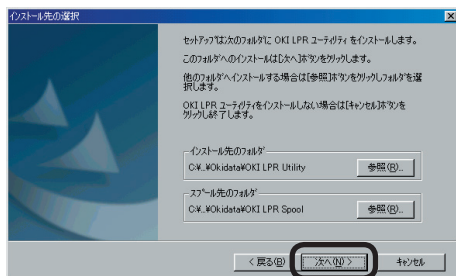 インストール先の選択
セットアップは次のフォルダに OKI LPR ユーティリティ をインストールします。
このフォルダへのインストールは[次へ]ボタンをクリックします。
他のフォルダへインストールする場合は[参照]ボタンをクリックしフォルダを選
択します。
OKI LPR ユーティリティをインストールしない場合は[キャンセル]ボタンを
クリックし終了します。
インストール先のフォルダ
C:¥..¥Okidata¥OKI LPR Utility
参照(R)...
スプール先のフォルダ
C:¥..¥Okidata¥OKI LPR Spool
参照(R)...
< 戻る(B)
次へ(N) >
キャンセル